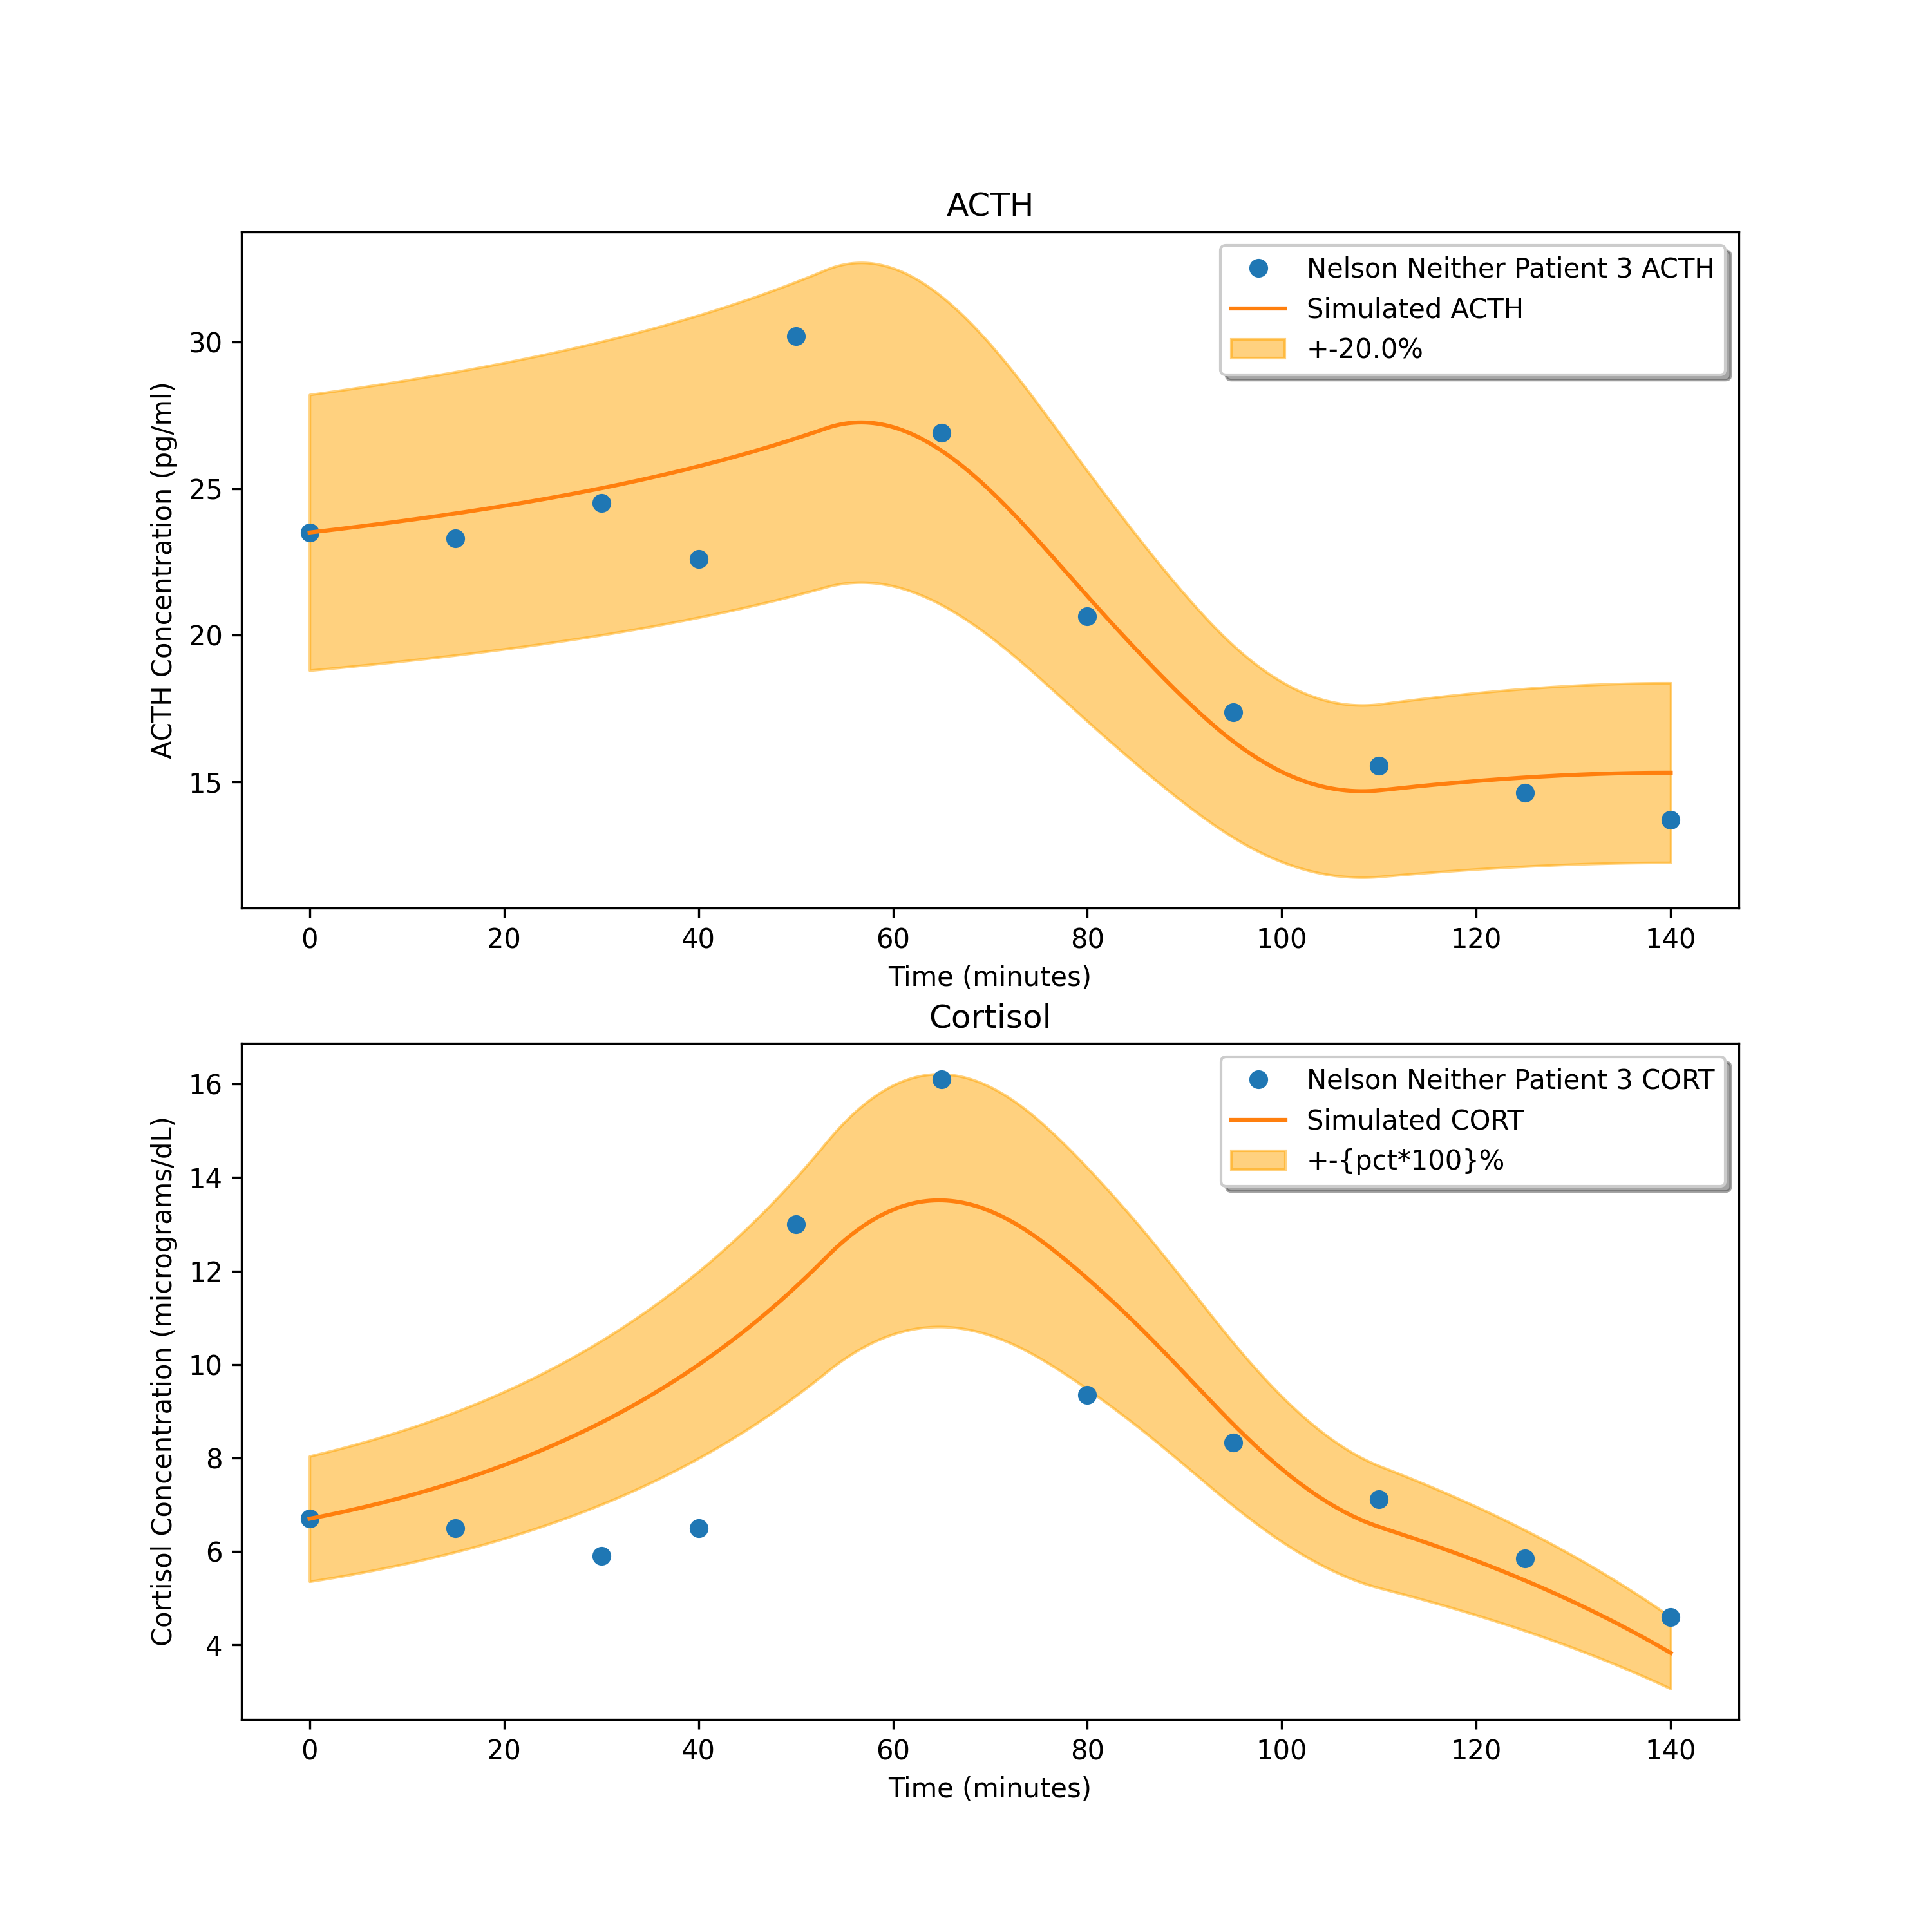 ACTH
Nelson Neither Patient 3 ACTH
Simulated ACTH
+-20.0%
ACTH Concentration (pg/ml)
30
25
20
15
0 20 40 60 80 100 120 140
Time (minutes)
Cortisol
Nelson Neither Patient 3 CORT
Simulated CORT
+-{pct*100}%
Cortisol Concentration (micrograms/dL)
16
14
12
10
8
6
4
0 20 40 60 80 100 120 140
Time (minutes)